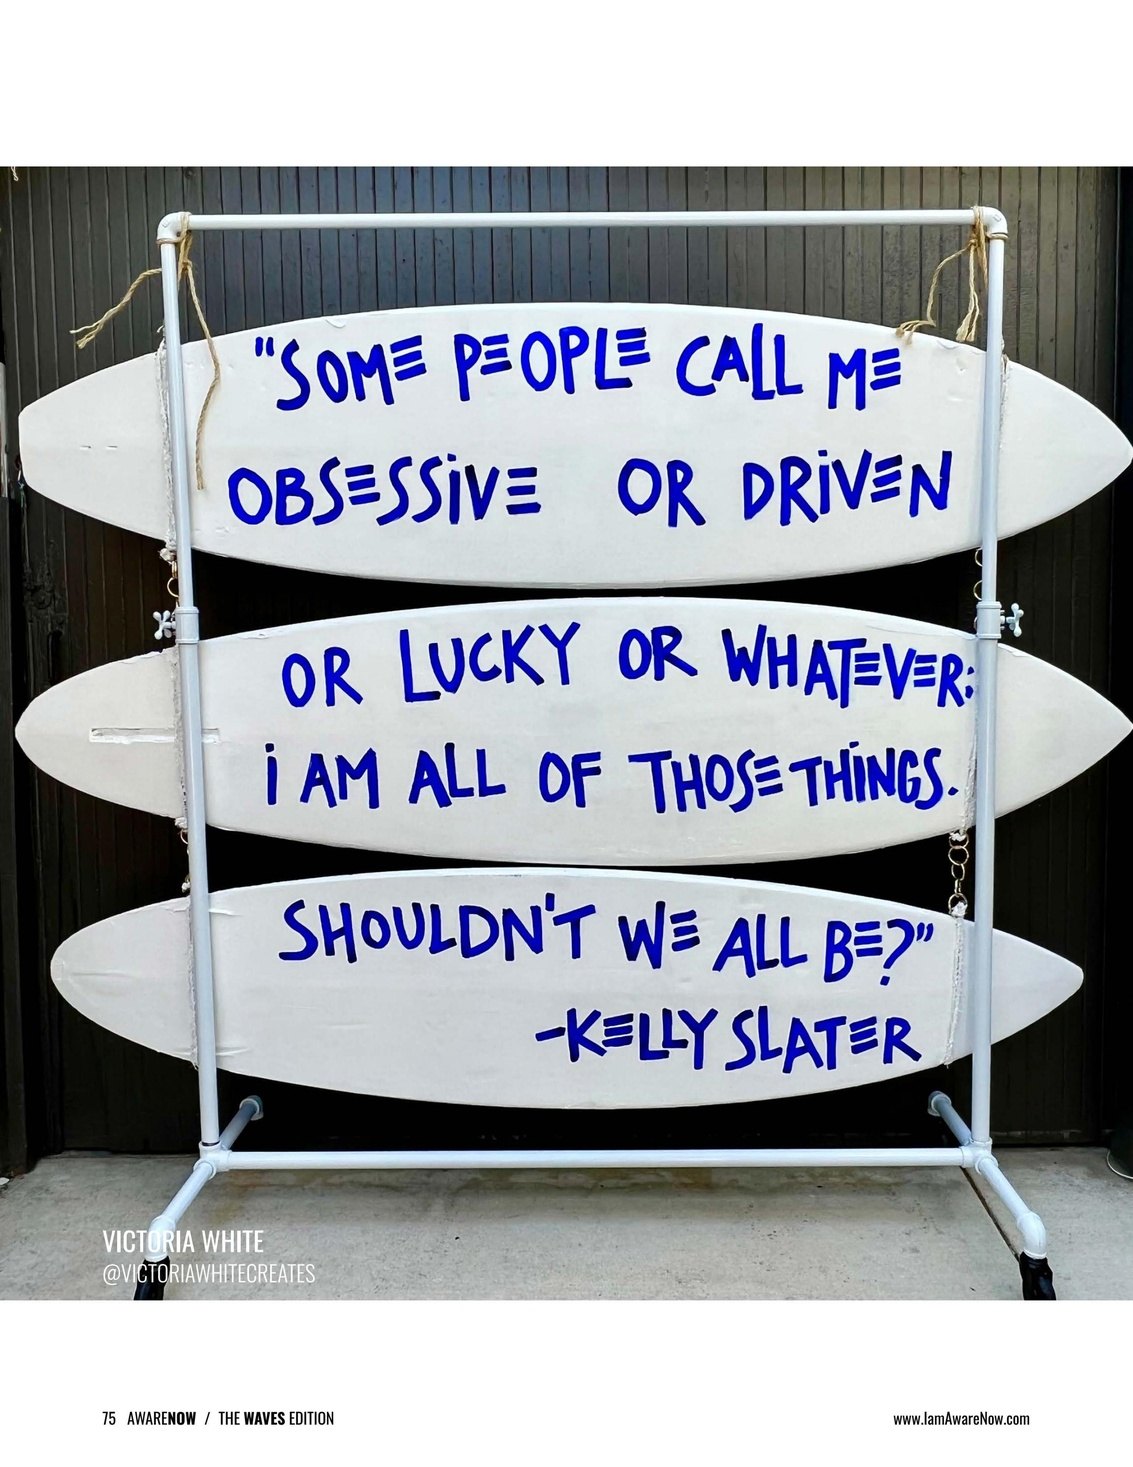 "SOME PEOPLE CALL ME
OBSESSiVE OR DRiVEN
OR LUCKY OR WHATEVER:
i AM ALL OF THOSE THiNGS.
SHOULDN'T WE ALL BE?"
-KELLY SLATER
VICTORIA WHITE
@VICTORIAWHITECREATES
75 AWARENOW / THE WAVES EDITION
www.IamAwareNow.com